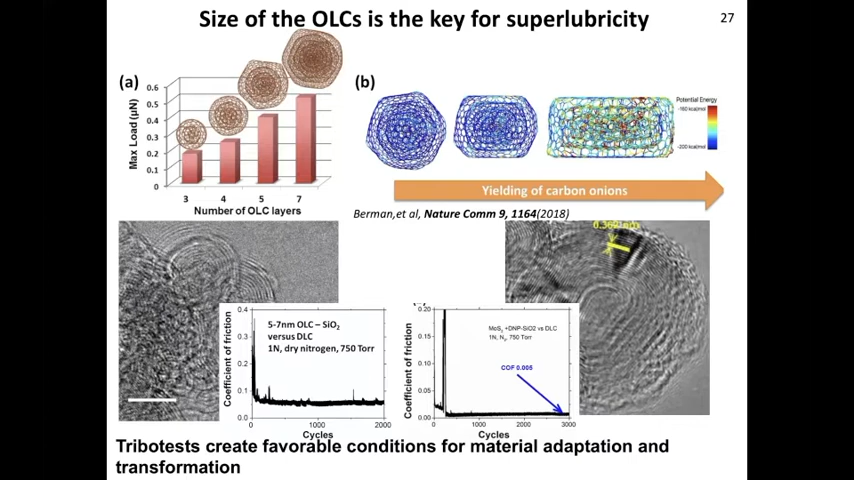 Size of the OLCs is the key for superlubricity
27
(a)
Max Load (μN)
0.6
0.5
0.4
0.3
0.2
0.1
0
3 4 5 7
Number of OLC layers
(b)
Potential Energy
-160 kcal/mol
-200 kcal/mol
Yielding of carbon onions
Berman,et al, Nature Comm 9, 1164(2018)
Coefficient of friction
0.4
0.3
0.2
0.1
0.0
5-7nm OLC – SiO2
versus DLC
1N, dry nitrogen, 750 Torr
0 1000 2000
Cycles
Coefficient of friction
0.20
0.15
0.10
0.05
0.00
MoS2 +DNP-SiO2 vs DLC
1N, N2, 750 Torr
COF 0.005
0 1000 2000 3000
Cycles
Tribotests create favorable conditions for material adaptation and
transformation